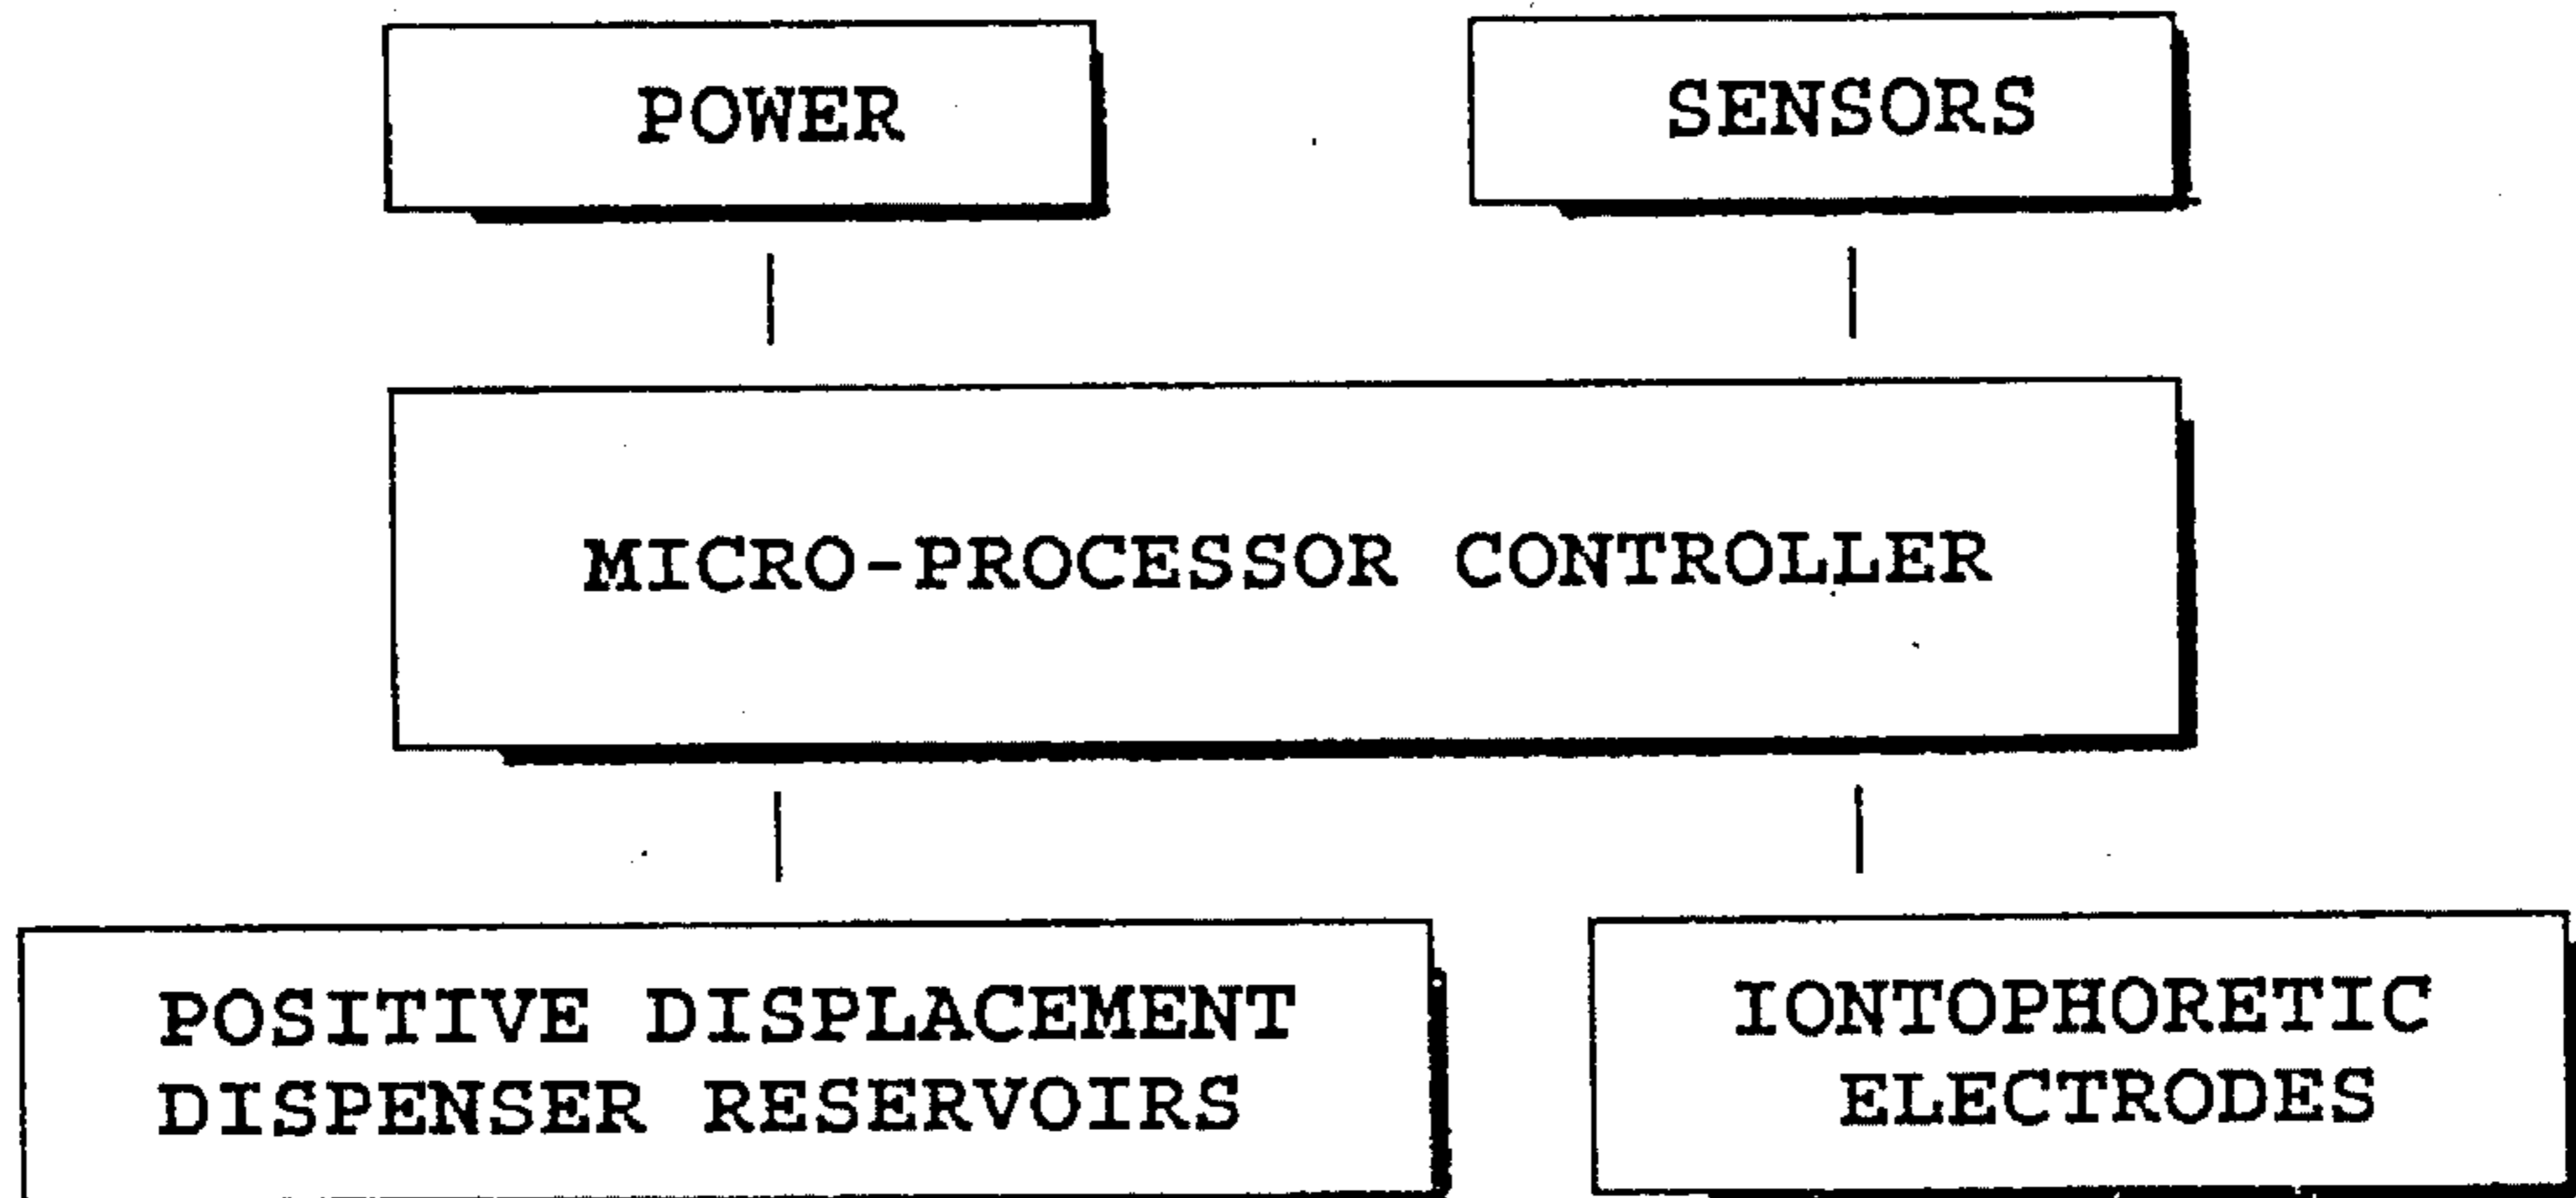 POWER
SENSORS
MICRO-PROCESSOR CONTROLLER
POSITIVE DISPLACEMENT
DISPENSER RESERVOIRS
IONTOPHORETIC
ELECTRODES